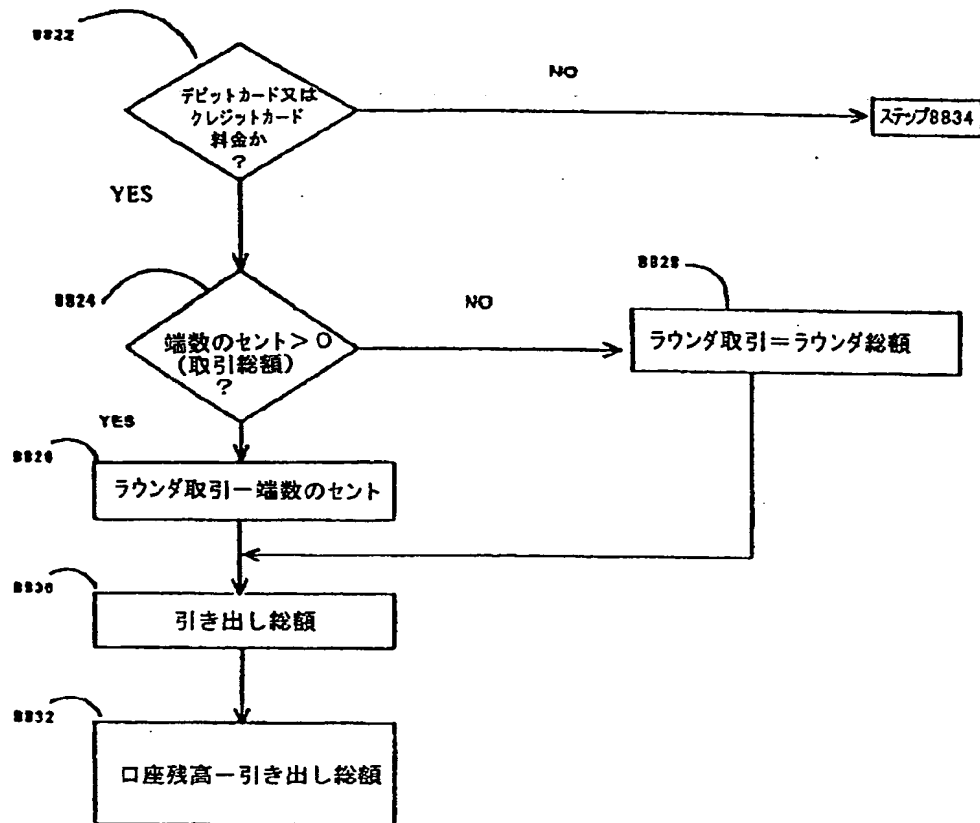 8822
デビットカード又は
クレジットカード
料金か
?
NO
ステップ8834
YES
8824
端数のセント>0
(取引総額)
?
NO
8828
ラウンダ取引=ラウンダ総額
YES
8826
ラウンダ取引-端数のセント
8830
引き出し総額
8832
口座残高-引き出し総額